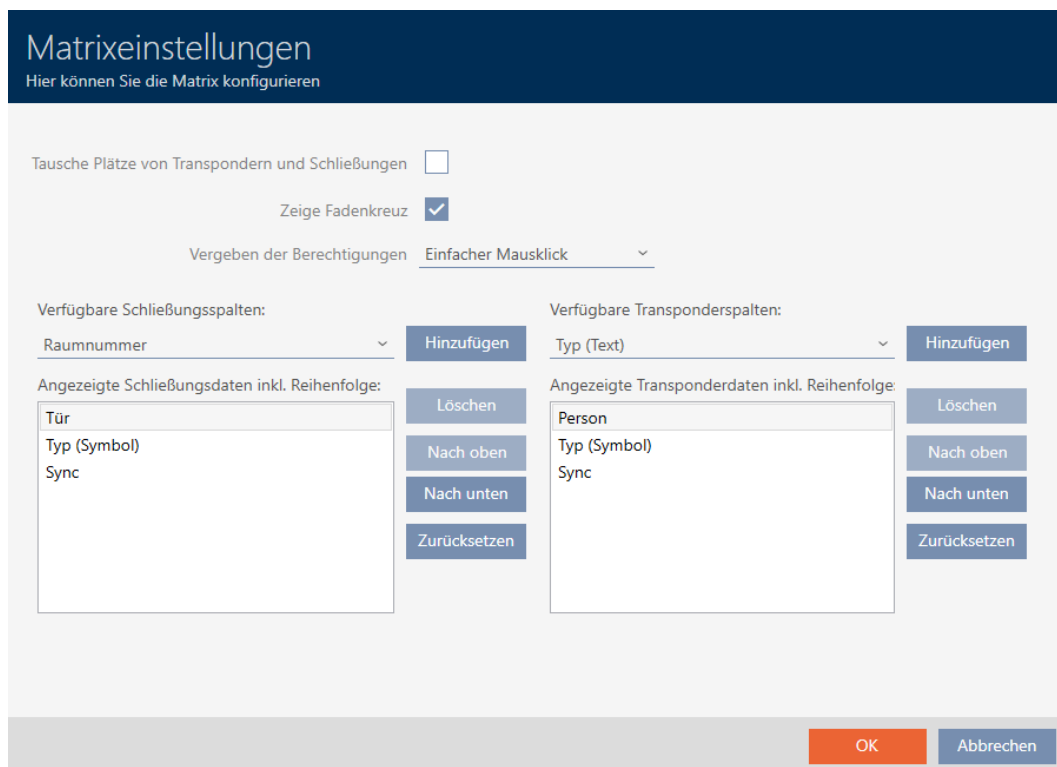 Matrixeinstellungen
Hier können Sie die Matrix konfigurieren
Tausche Plätze von Transpondern und Schließungen
Zeige Fadenkreuz
Vergeben der Berechtigungen Einfacher Mausklick
Verfügbare Schließungsspalten:
Raumnummer
Hinzufügen
Angezeigte Schließungsdaten inkl. Reihenfolge:
Tür
Typ (Symbol)
Sync
Löschen
Nach oben
Nach unten
Zurücksetzen
Verfügbare Transponderspalten:
Typ (Text)
Hinzufügen
Angezeigte Transponderdaten inkl. Reihenfolge:
Person
Typ (Symbol)
Sync
Löschen
Nach oben
Nach unten
Zurücksetzen
OK
Abbrechen